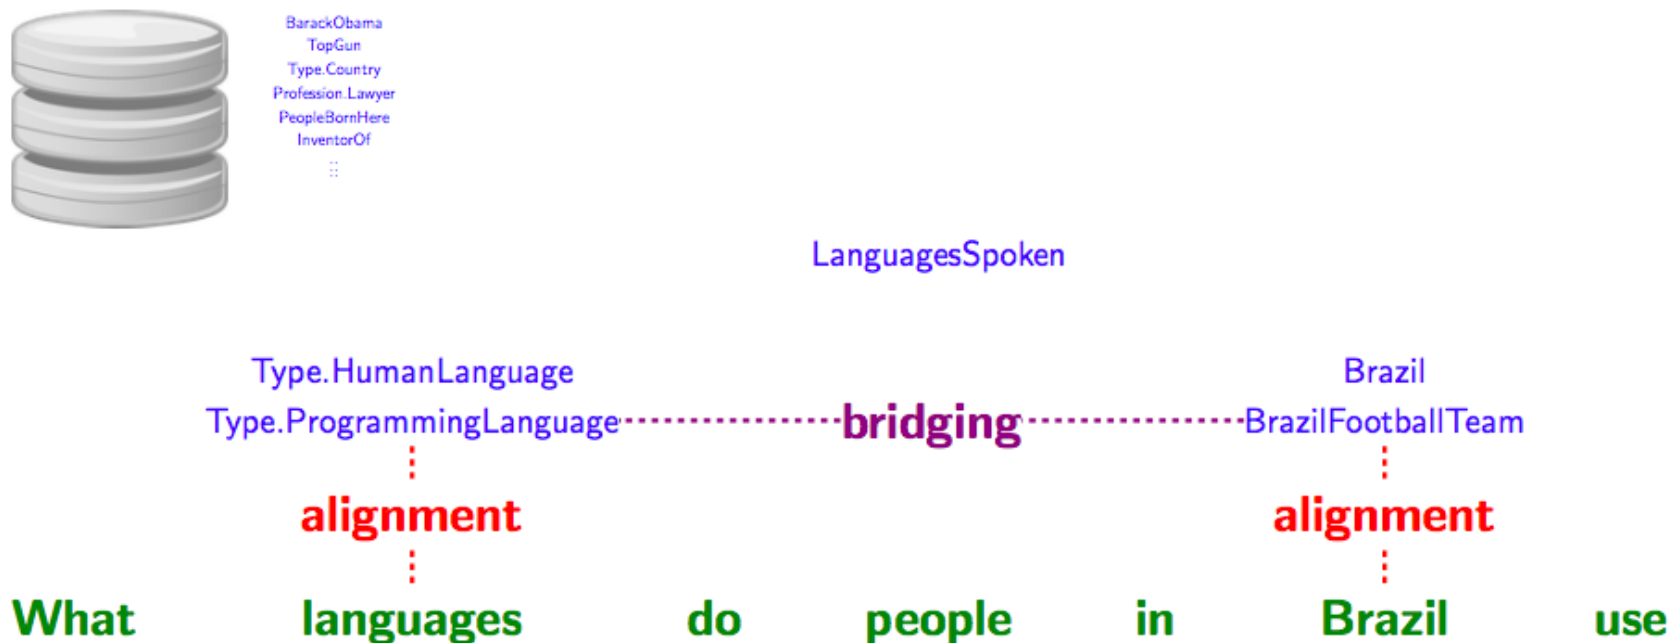 BarackObama
TopGun
Type.Country
Profession.Lawyer
PeopleBornHere
InventorOf
LanguagesSpoken
Type.HumanLanguage Brazil
Type.ProgrammingLanguage bridging BrazilFootballTeam
alignment alignment
What languages do people in Brazil use